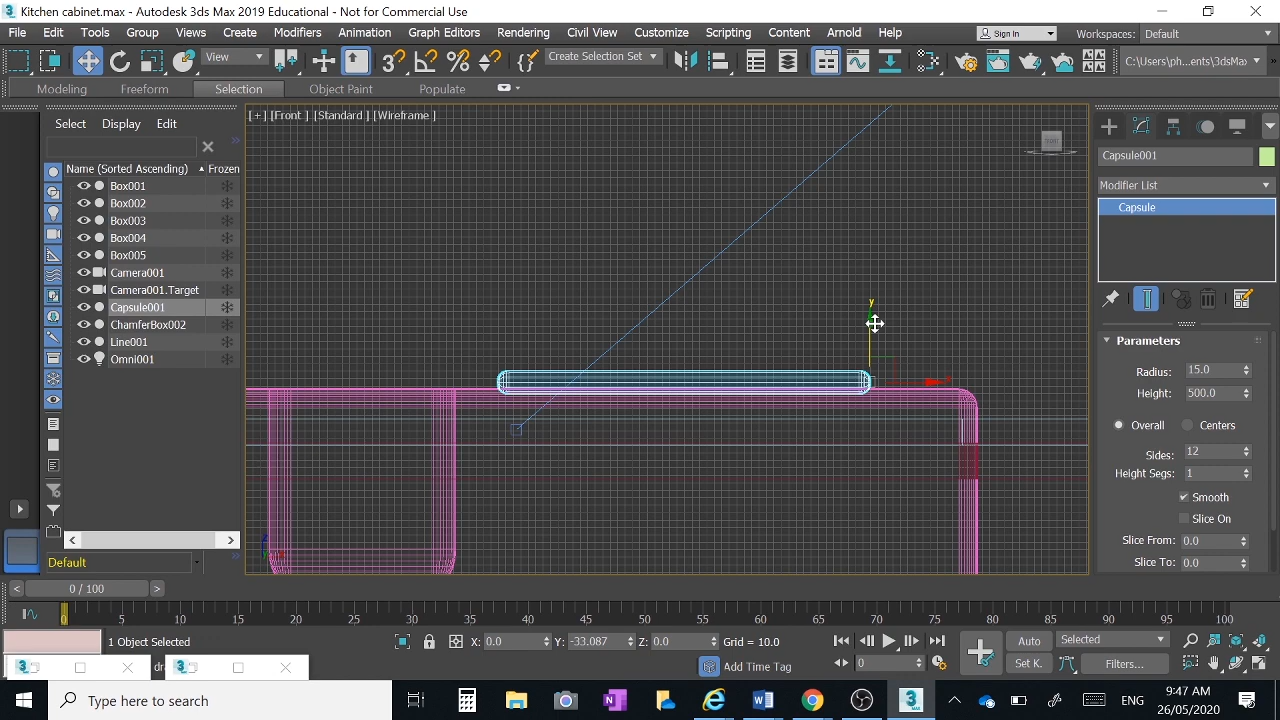 Kitchen cabinet.max - Autodesk 3ds Max 2019 Educational - Not for Commercial Use
File Edit Tools Group Views Create Modifiers Animation Graph Editors Rendering Civil View Customize Scripting Content Arnold Help Sign In Workspaces: Default
View Create Selection Set C:\Users\ph...ents\3dsMax
Modeling Freeform Selection Object Paint Populate
Select Display Edit
[+] [Front ] [Standard ] [Wireframe ]
FRONT
Name (Sorted Ascending) Frozen
Box001
Box002
Box003
Box004
Box005
Camera001
Camera001.Target
Capsule001
ChamferBox002
Line001
Omni001
Default
y
x
z
x
Capsule001
Modifier List
Capsule
Parameters
Radius: 15.0
Height: 500.0
Overall Centers
Sides: 12
Height Segs: 1
Smooth
Slice On
Slice From: 0.0
Slice To: 0.0
< 0 / 100 >
0 5 10 15 20 25 30 35 40 45 50 55 60 65 70 75 80 85 90 95 100
1 Object Selected X: 0.0 Y: -33.087 Z: 0.0 Grid = 10.0 Auto Selected
3 3 Add Time Tag 0 Set K. Filters...
Type here to search ENG 3:47 AM
26/05/2020